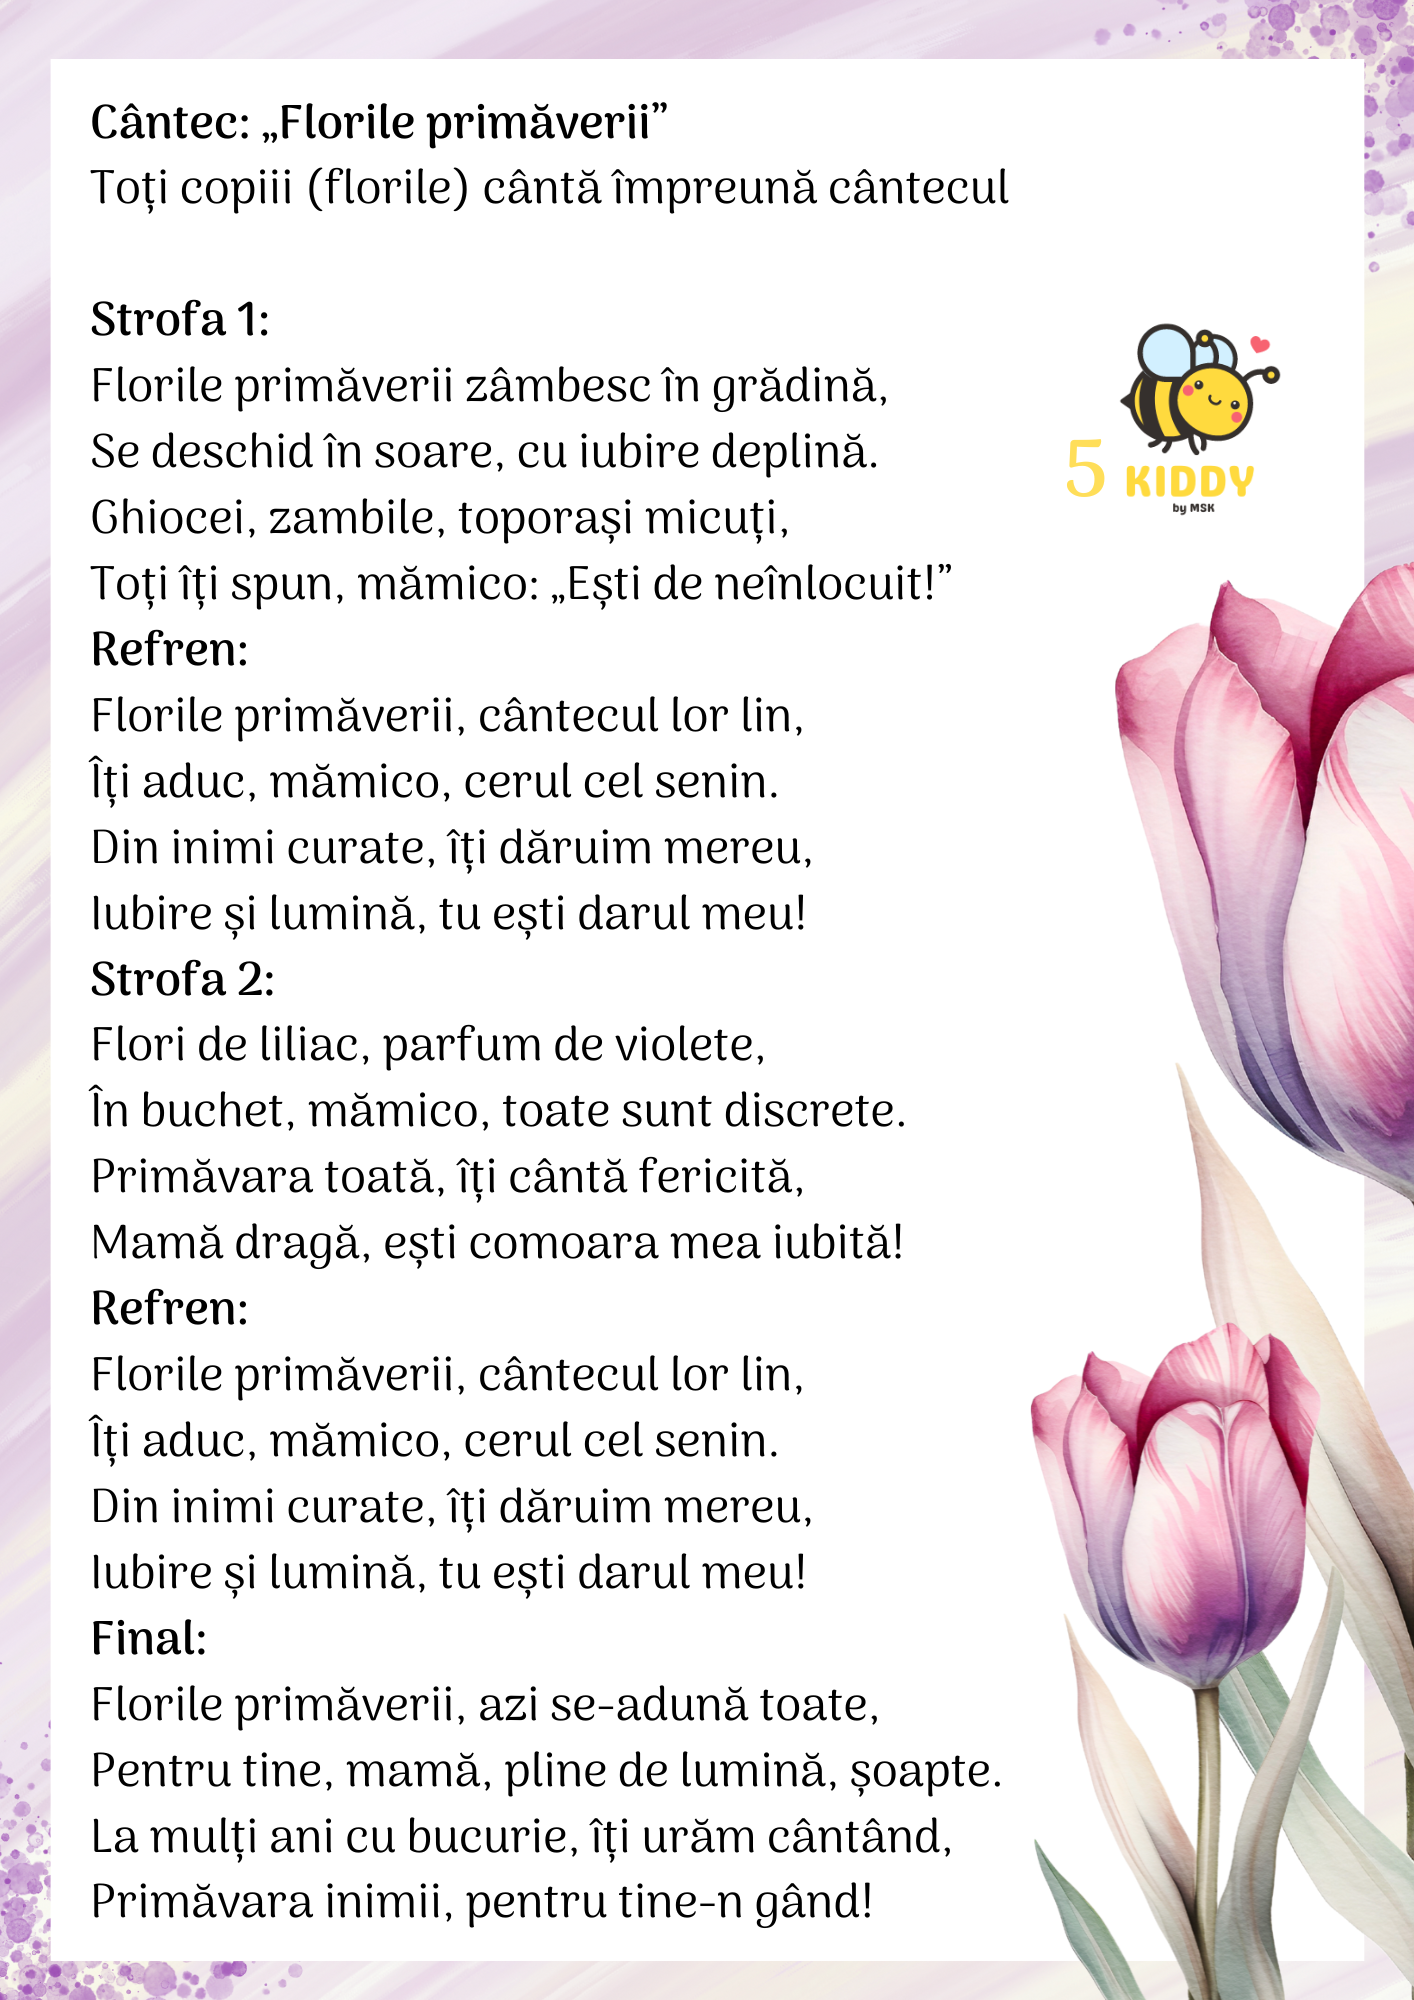 Cântec: „Florile primăverii”
Toți copiii (florile) cântă împreună cântecul
Strofa 1:
Florile primăverii zâmbesc în grădină,
Se deschid în soare, cu iubire deplină.
Ghiocei, zambile, toporași micuți,
Toți îți spun, mămico: „Ești de neînlocuit!”
Refren:
Florile primăverii, cântecul lor lin,
Îți aduc, mămico, cerul cel senin.
Din inimi curate, îți dăruim mereu,
Iubire și lumină, tu ești darul meu!
Strofa 2:
Flori de liliac, parfum de violete,
În buchet, mămico, toate sunt discrete.
Primăvara toată, îți cântă fericită,
Mamă dragă, ești comoara mea iubită!
Refren:
Florile primăverii, cântecul lor lin,
Îți aduc, mămico, cerul cel senin.
Din inimi curate, îți dăruim mereu,
Iubire și lumină, tu ești darul meu!
Final:
Florile primăverii, azi se-adună toate,
Pentru tine, mamă, pline de lumină, șoapte.
La mulți ani cu bucurie, îți urăm cântând,
Primăvara inimii, pentru tine-n gând!
5 KIDDY
by MSK